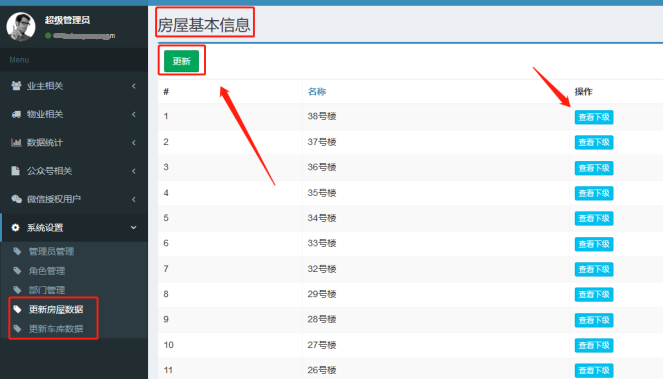 超级管理员
m
Menu
业主相关
物业相关
数据统计
公众号相关
微信授权用户
系统设置
管理员管理
角色管理
部门管理
更新房屋数据
更新车库数据
房屋基本信息
更新
# 名称 操作
1 38号楼 查看下级
2 37号楼 查看下级
3 36号楼 查看下级
4 35号楼 查看下级
5 34号楼 查看下级
6 33号楼 查看下级
7 32号楼 查看下级
8 29号楼 查看下级
9 28号楼 查看下级
10 27号楼 查看下级
11 26号楼 查看下级